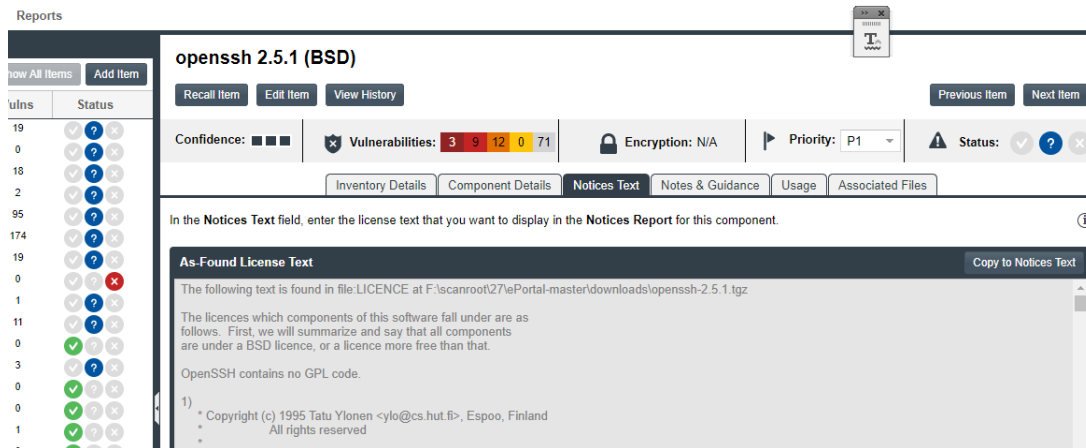 Reports
how All Items
Add Item
Vulns Status
19
0
18
2
95
174
19
0
1
11
0
3
0
0
1
openssh 2.5.1 (BSD)
Recall Item Edit Item View History Previous Item Next Item
Confidence: Vulnerabilities: 3 9 12 0 71 Encryption: N/A Priority: P1 Status:
Inventory Details Component Details Notices Text Notes & Guidance Usage Associated Files
In the Notices Text field, enter the license text that you want to display in the Notices Report for this component.
As-Found License Text Copy to Notices Text
The following text is found in file:LICENCE at F:\scanroot\27\ePortal-master\downloads\openssh-2.5.1.tgz
The licences which components of this software fall under are as
follows. First, we will summarize and say that all components
are under a BSD licence, or a licence more free than that.
OpenSSH contains no GPL code.
1)
* Copyright (c) 1995 Tatu Ylonen <ylo@cs.hut.fi>, Espoo, Finland
* All rights reserved
*